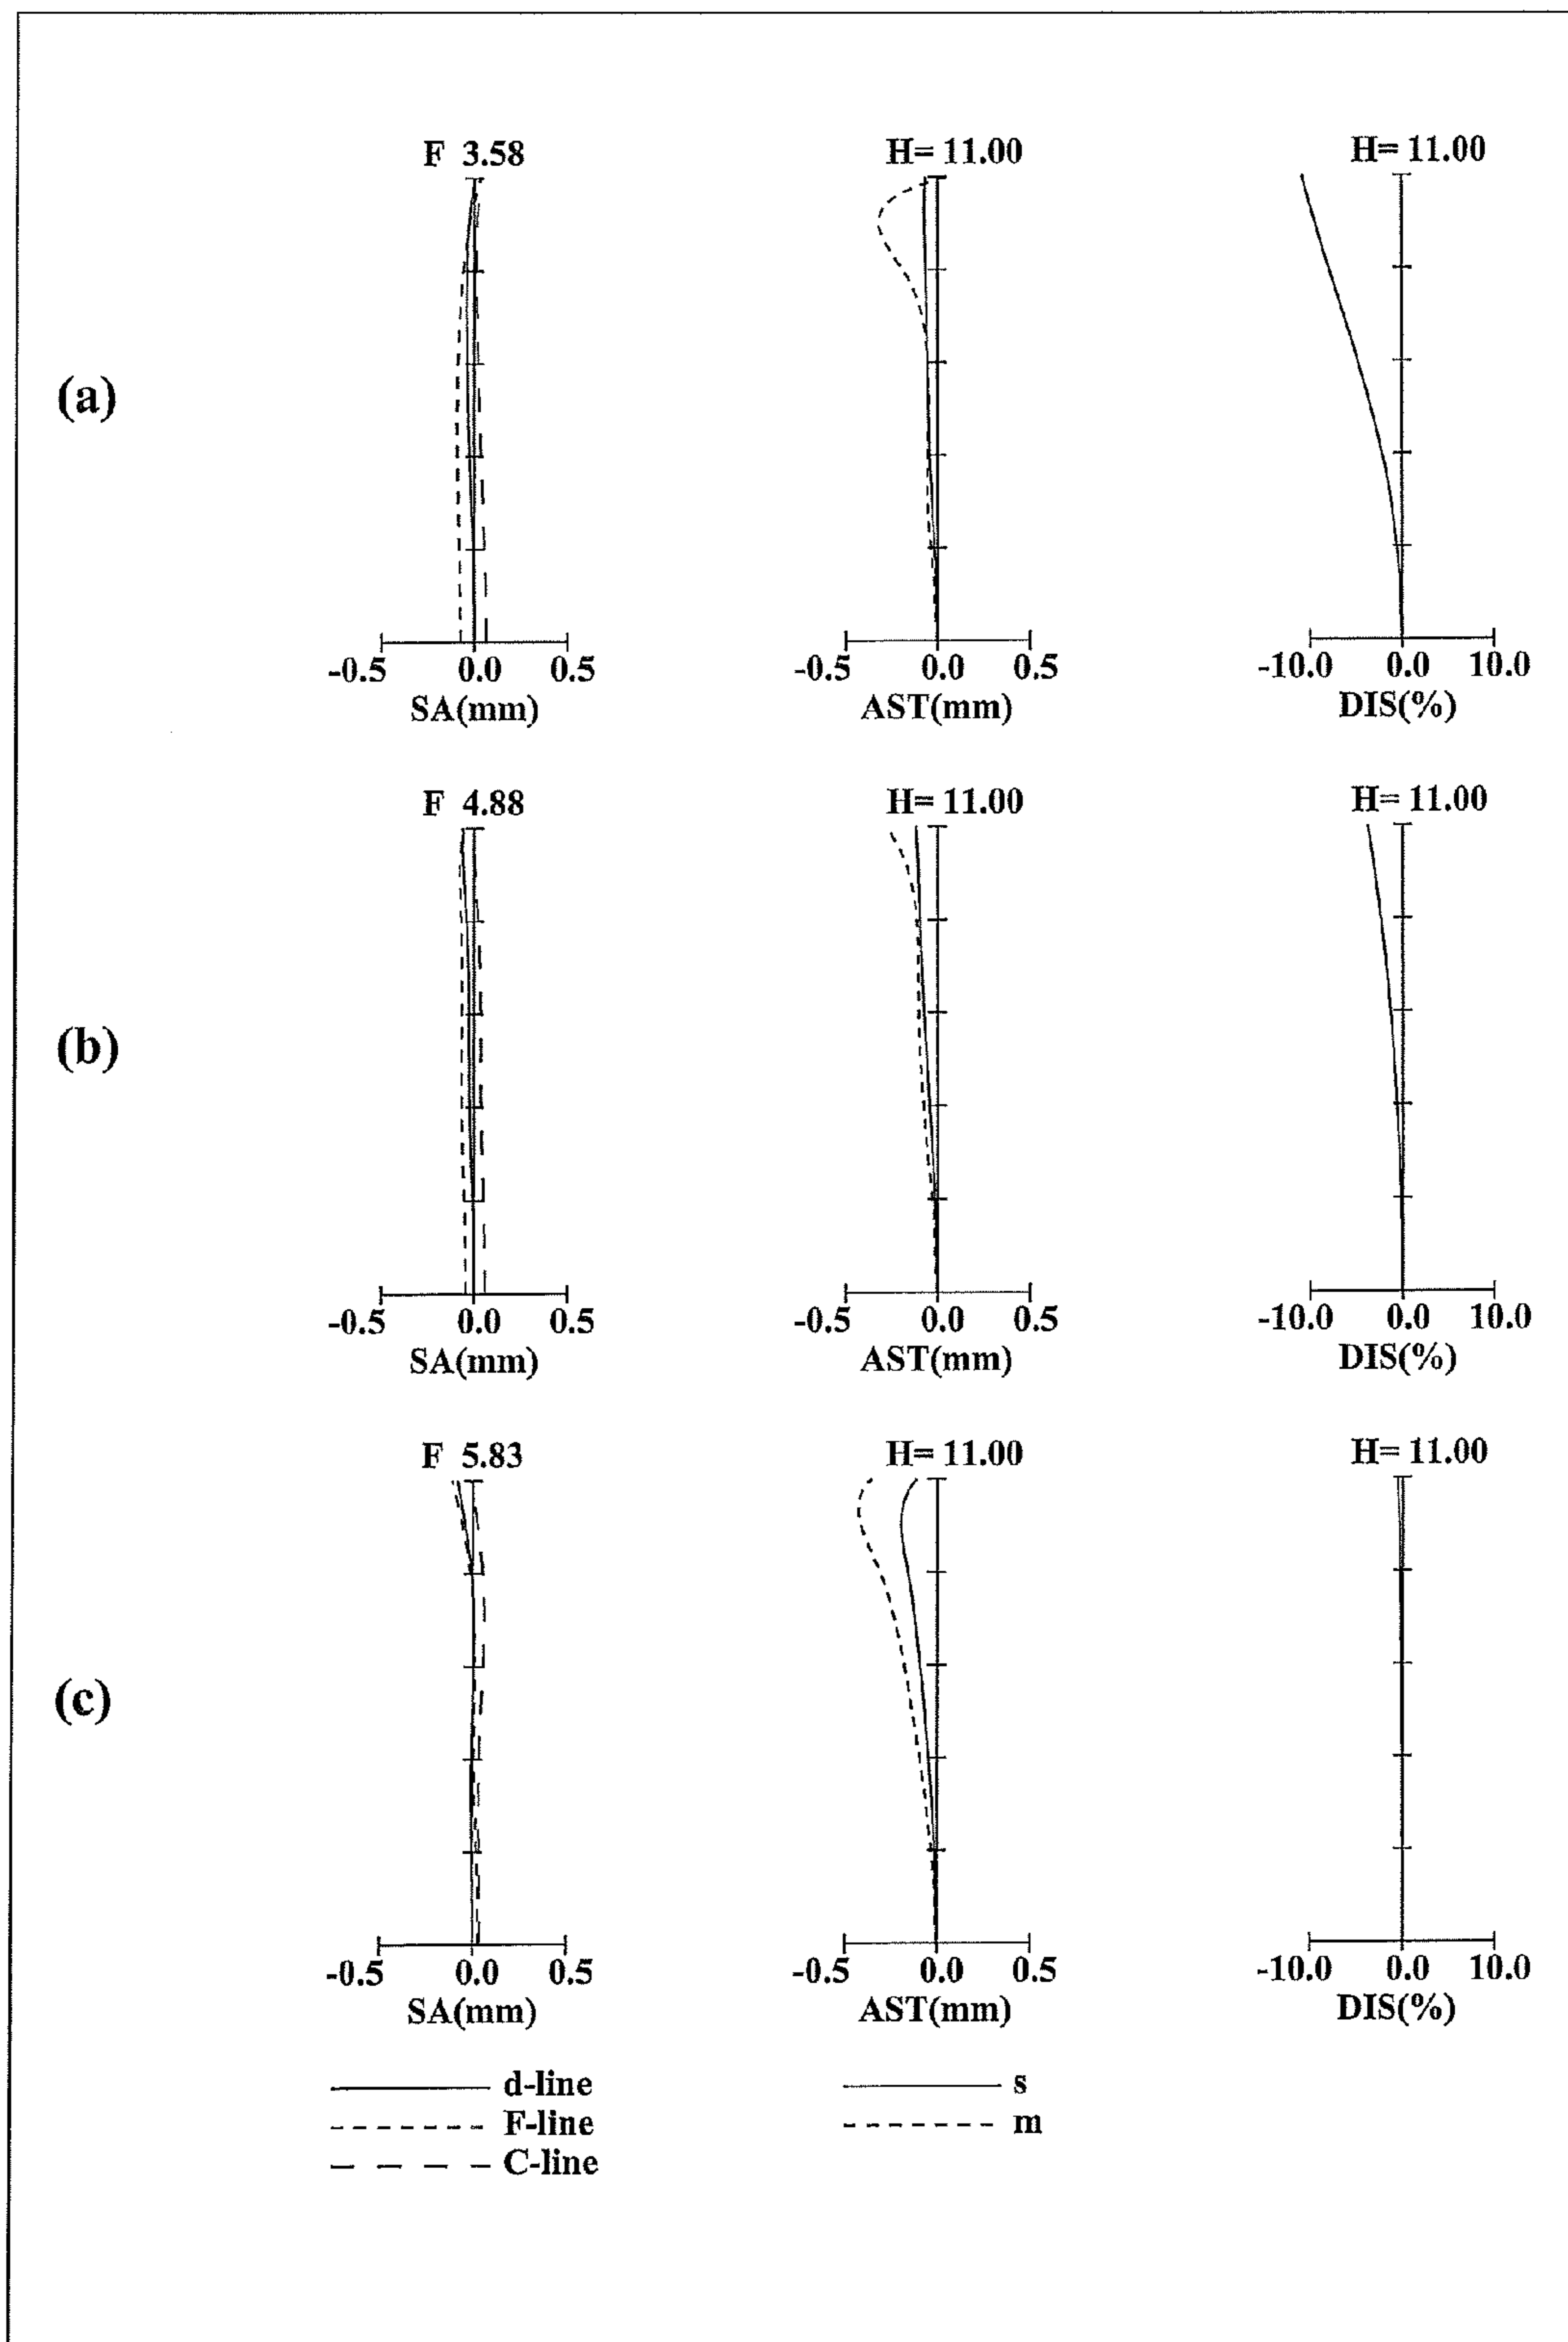 F 3.58 H= 11.00 H= 11.00
(a)
-0.5 0.0 0.5 -0.5 0.0 0.5 -10.0 0.0 10.0
SA(mm) AST(mm) DIS(%)
F 4.88 H= 11.00 H= 11.00
(b)
-0.5 0.0 0.5 -0.5 0.0 0.5 -10.0 0.0 10.0
SA(mm) AST(mm) DIS(%)
F 5.83 H= 11.00 H= 11.00
(c)
-0.5 0.0 0.5 -0.5 0.0 0.5 -10.0 0.0 10.0
SA(mm) AST(mm) DIS(%)
d-line s
F-line m
C-line